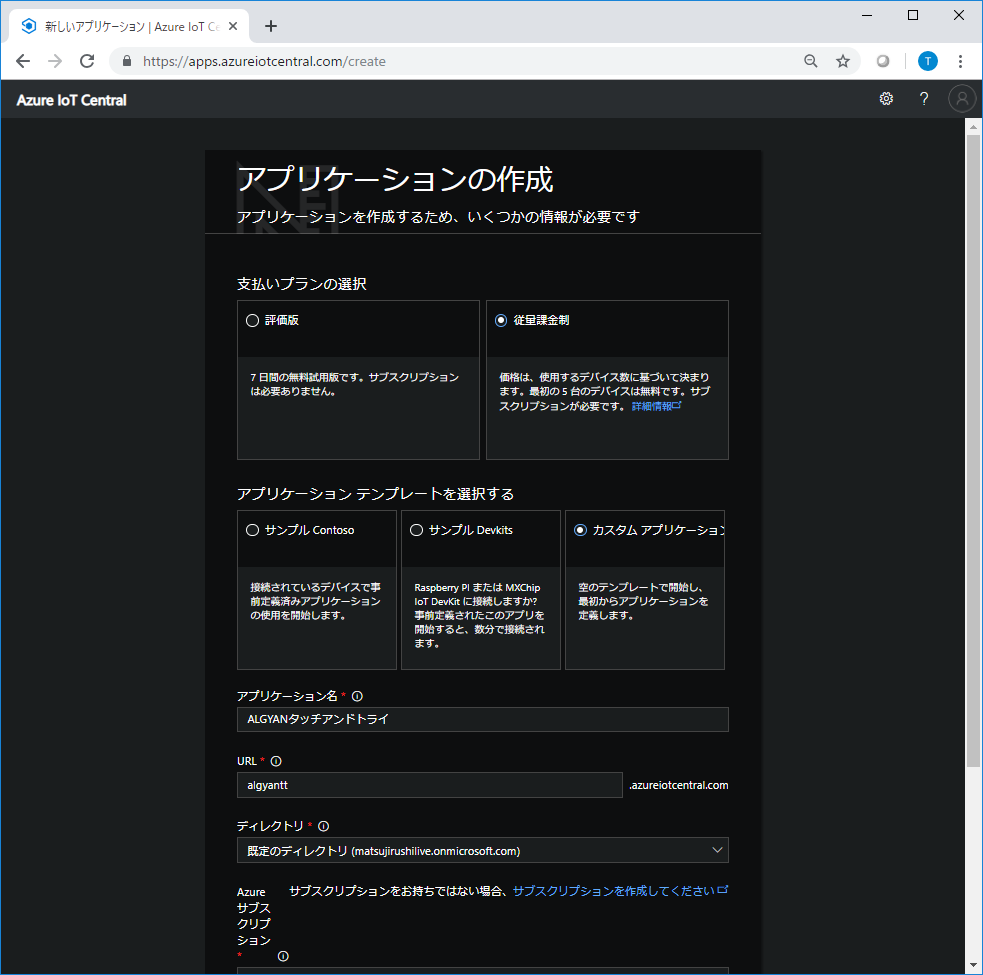 新しいアプリケーション | Azure IoT Ce
https://apps.azureiotcentral.com/create
T
Azure IoT Central
?
アプリケーションの作成
アプリケーションを作成するため、いくつかの情報が必要です
支払いプランの選択
評価版
7 日間の無料試用版です。サブスクリプション
は必要ありません。
従量課金制
価格は、使用するデバイス数に基づいて決まり
ます。最初の 5 台のデバイスは無料です。サブ
スクリプションが必要です。 詳細情報
アプリケーション テンプレートを選択する
サンプル Contoso
接続されているデバイスで事
前定義済みアプリケーション
の使用を開始します。
サンプル Devkits
Raspberry Pi または MXChip
IoT DevKit に接続しますか?
事前定義されたこのアプリを
開始すると、数分で接続され
ます。
カスタム アプリケーション
空のテンプレートで開始し、
最初からアプリケーションを
定義します。
アプリケーション名 *
ALGYANタッチアンドトライ
URL *
algyantt
.azureiotcentral.com
ディレクトリ *
既定のディレクトリ (matsujirushilive.onmicrosoft.com)
Azure
サブス
クリプ
ション
*
サブスクリプションをお持ちではない場合、サブスクリプションを作成してください